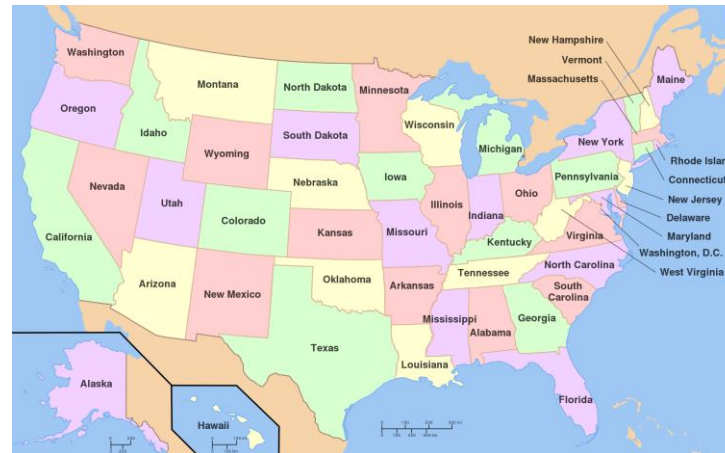 New Hampshire
Vermont
Massachusetts
Washington
Montana
North Dakota
Minnesota
Maine
Oregon
Idaho
South Dakota
Wisconsin
Michigan
New York
Wyoming
Rhode Islan
Connecticut
Nevada
Nebraska
Iowa
Pennsylvania
New Jersey
Utah
Colorado
Illinois
Indiana
Ohio
Delaware
California
Kansas
Missouri
Kentucky
Virginia
Maryland
Washington, D.C.
West Virginia
Arizona
New Mexico
Oklahoma
Arkansas
Tennessee
North Carolina
South
Carolina
Mississippi
Alabama
Georgia
Texas
Louisiana
Alaska
Hawaii
Florida